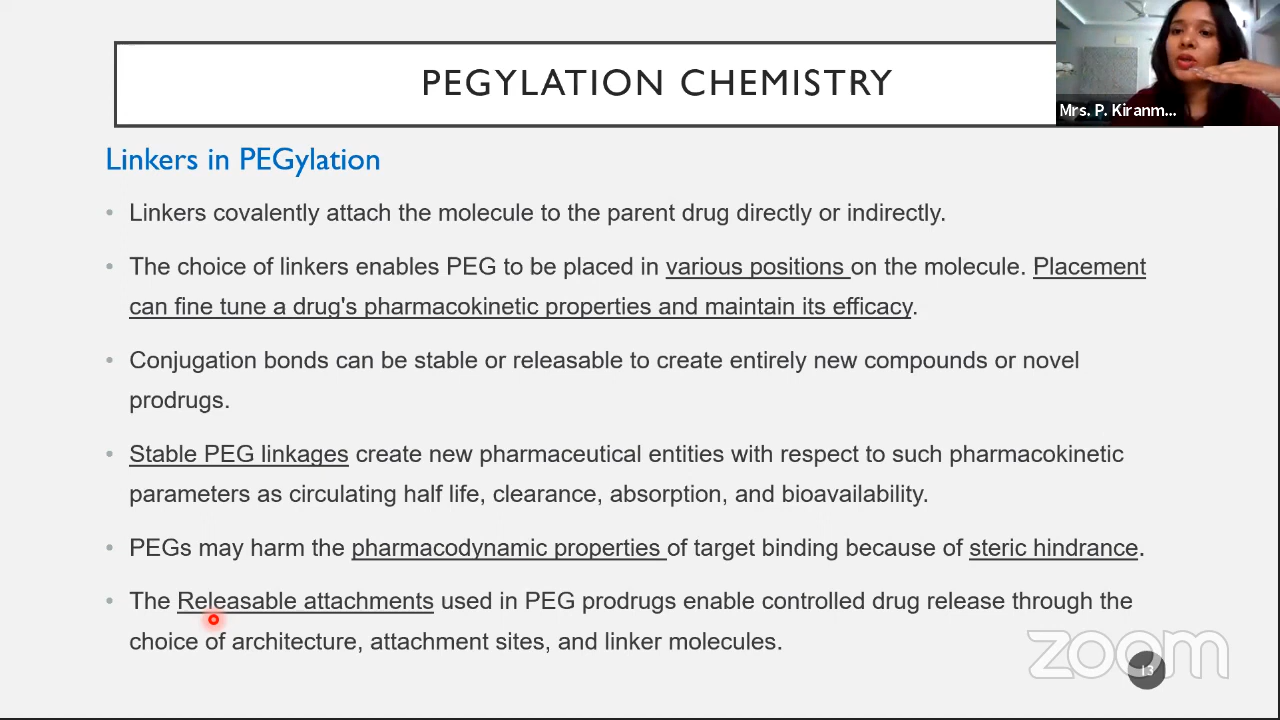 PEGYLATION CHEMISTRY
Mrs. P. Kiranm...
Linkers in PEGylation
• Linkers covalently attach the molecule to the parent drug directly or indirectly.
• The choice of linkers enables PEG to be placed in various positions on the molecule. Placement
can fine tune a drug's pharmacokinetic properties and maintain its efficacy.
• Conjugation bonds can be stable or releasable to create entirely new compounds or novel
prodrugs.
• Stable PEG linkages create new pharmaceutical entities with respect to such pharmacokinetic
parameters as circulating half life, clearance, absorption, and bioavailability.
• PEGs may harm the pharmacodynamic properties of target binding because of steric hindrance.
• The Releasable attachments used in PEG prodrugs enable controlled drug release through the
choice of architecture, attachment sites, and linker molecules.
zoom
13